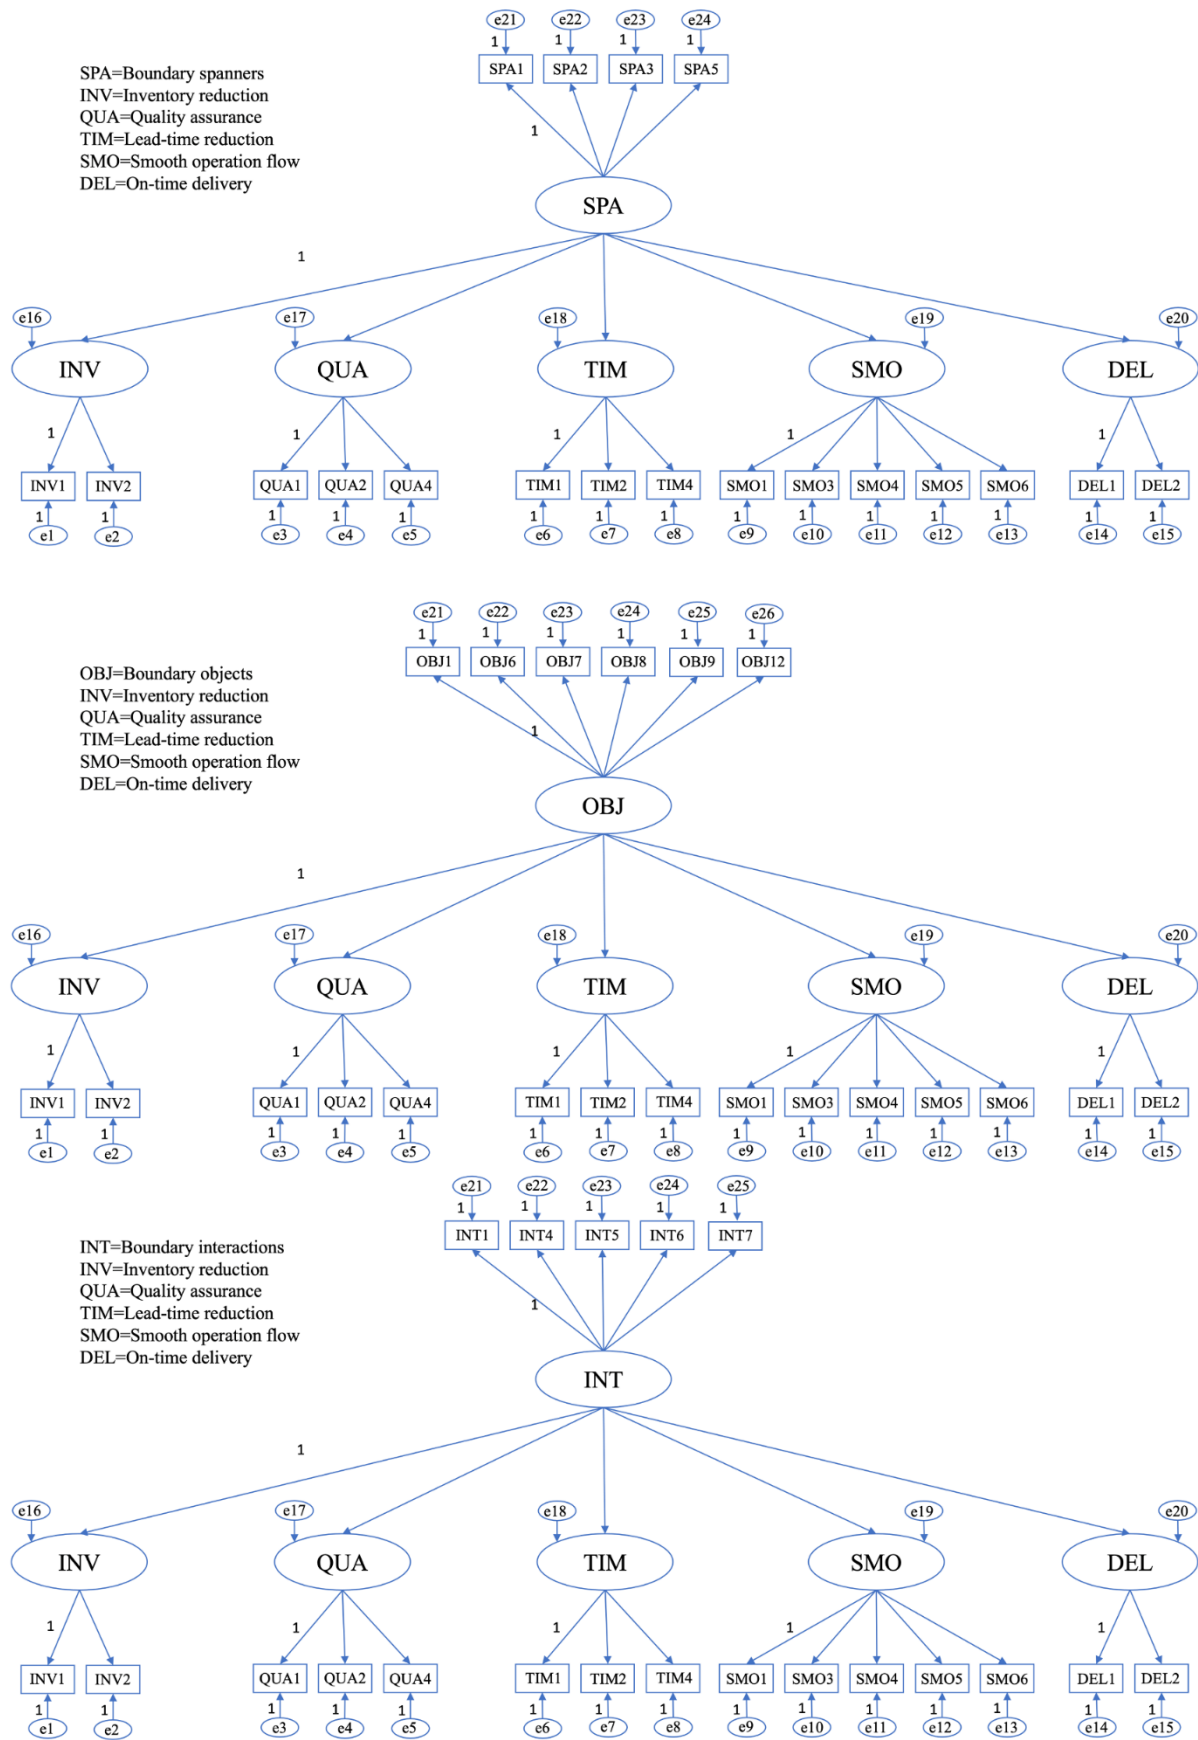 e21 e22 e23 e24
1 1 1 1
SPA1 SPA2 SPA3 SPA5
SPA=Boundary spanners
INV=Inventory reduction
QUA=Quality assurance
TIM=Lead-time reduction
SMO=Smooth operation flow
DEL=On-time delivery
1
SPA
1
e16 e17 e18 e19 e20
INV QUA TIM SMO DEL
1 1 1 1 1
INV1 INV2 QUA1 QUA2 QUA4 TIM1 TIM2 TIM4 SMO1 SMO3 SMO4 SMO5 SMO6 DEL1 DEL2
1 1 1 1 1 1 1 1 1 1 1 1 1 1 1
e1 e2 e3 e4 e5 e6 e7 e8 e9 e10 e11 e12 e13 e14 e15
e21 e22 e23 e24 e25 e26
1 1 1 1 1 1
OBJ1 OBJ6 OBJ7 OBJ8 OBJ9 OBJ12
OBJ=Boundary objects
INV=Inventory reduction
QUA=Quality assurance
TIM=Lead-time reduction
SMO=Smooth operation flow
DEL=On-time delivery
1
OBJ
1
e16 e17 e18 e19 e20
INV QUA TIM SMO DEL
1 1 1 1 1
INV1 INV2 QUA1 QUA2 QUA4 TIM1 TIM2 TIM4 SMO1 SMO3 SMO4 SMO5 SMO6 DEL1 DEL2
1 1 1 1 1 1 1 1 1 1 1 1 1 1 1
e1 e2 e3 e4 e5 e6 e7 e8 e9 e10 e11 e12 e13 e14 e15
e21 e22 e23 e24 e25
1 1 1 1 1
INT1 INT4 INT5 INT6 INT7
INT=Boundary interactions
INV=Inventory reduction
QUA=Quality assurance
TIM=Lead-time reduction
SMO=Smooth operation flow
DEL=On-time delivery
1
INT
1
e16 e17 e18 e19 e20
INV QUA TIM SMO DEL
1 1 1 1 1
INV1 INV2 QUA1 QUA2 QUA4 TIM1 TIM2 TIM4 SMO1 SMO3 SMO4 SMO5 SMO6 DEL1 DEL2
1 1 1 1 1 1 1 1 1 1 1 1 1 1 1
e1 e2 e3 e4 e5 e6 e7 e8 e9 e10 e11 e12 e13 e14 e15